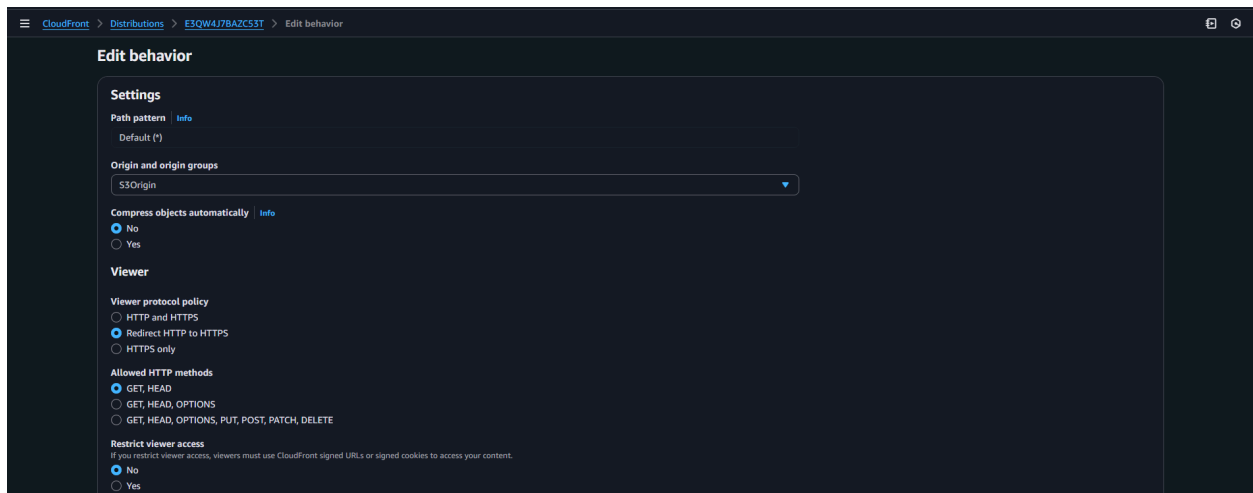 CloudFront > Distributions > E3QW4J7BAZC53T > Edit behavior
Edit behavior
Settings
Path pattern | Info
Default (*)
Origin and origin groups
S3Origin
Compress objects automatically | Info
No
Yes
Viewer
Viewer protocol policy
HTTP and HTTPS
Redirect HTTP to HTTPS
HTTPS only
Allowed HTTP methods
GET, HEAD
GET, HEAD, OPTIONS
GET, HEAD, OPTIONS, PUT, POST, PATCH, DELETE
Restrict viewer access
If you restrict viewer access, viewers must use CloudFront signed URLs or signed cookies to access your content.
No
Yes